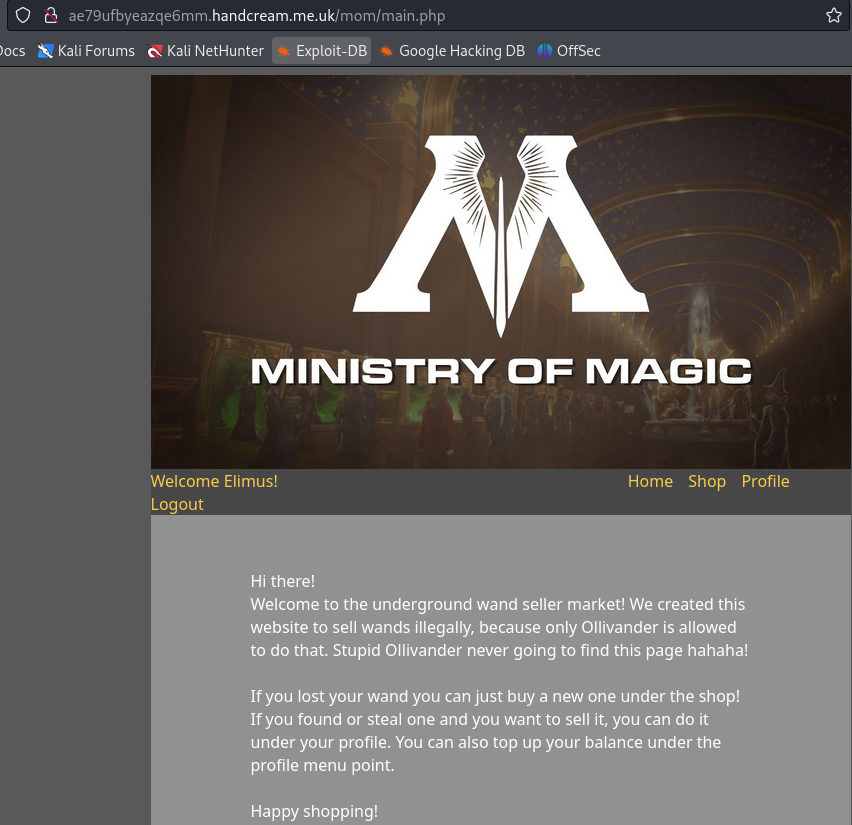 ae79ufbyeazqe6mm.handcream.me.uk/mom/main.php
Docs Kali Forums Kali NetHunter Exploit-DB Google Hacking DB OffSec
MINISTRY OF MAGIC
Welcome Elimus! Home Shop Profile
Logout
Hi there!
Welcome to the underground wand seller market! We created this
website to sell wands illegally, because only Ollivander is allowed
to do that. Stupid Ollivander never going to find this page hahaha!
If you lost your wand you can just buy a new one under the shop!
If you found or steal one and you want to sell it, you can do it
under your profile. You can also top up your balance under the
profile menu point.
Happy shopping!